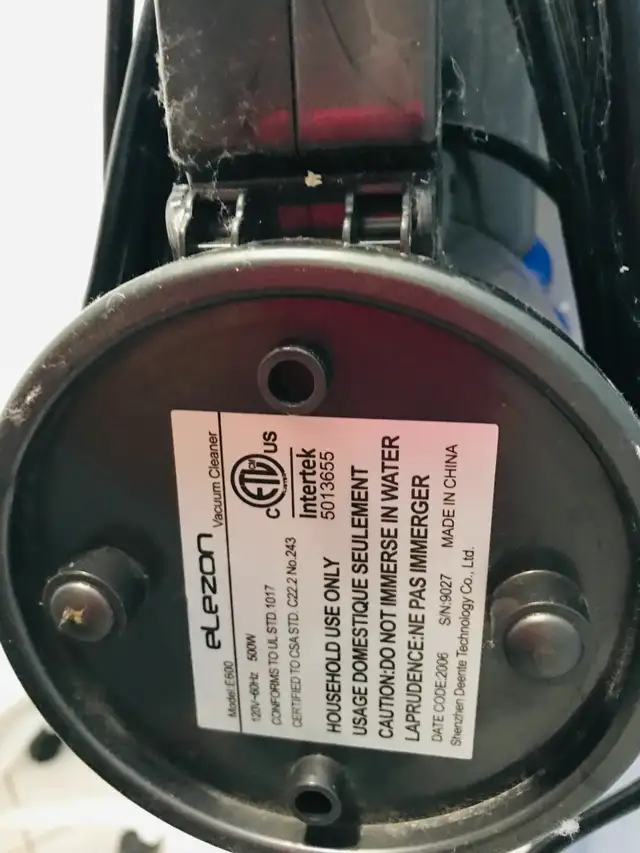 eLezon
Vacuum Cleaner
Model:E600
120V~60Hz 500W
CONFORMS TO UL STD 1017
CERTIFIED TO CSA STD. C22.2 No.243
C ETL US
Intertek
5013655
HOUSEHOLD USE ONLY
USAGE DOMESTIQUE SEULEMENT
CAUTION:DO NOT IMMERSE IN WATER
LAPRUDENCE:NE PAS IMMERGER
DATE CODE:2006 S/N:9027 MADE IN CHINA
Shenzhen Deente Technology Co., Ltd.